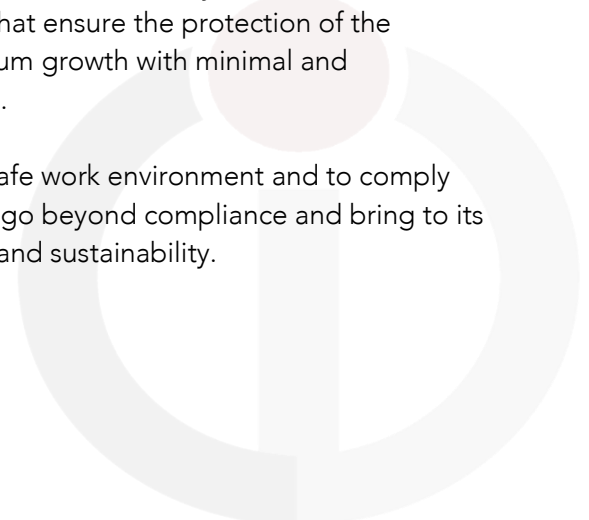 hat ensure the protection of the
um growth with minimal and
.
afe work environment and to comply
go beyond compliance and bring to its
and sustainability.